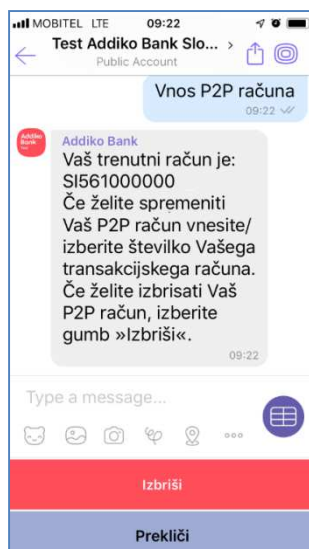 MOBITEL LTE 09:22
Test Addiko Bank Slo... >
Public Account
Vnos P2P računa
09:22
Addiko Bank
Addiko Bank
Vaš trenutni račun je:
SI561000000
Če želite spremeniti
Vaš P2P račun vnesite/
izberite številko Vašega
transakcijskega računa.
Če želite izbrisati Vaš
P2P račun, izberite
gumb »Izbriši«.
09:22
Type a message...
Izbriši
Prekliči